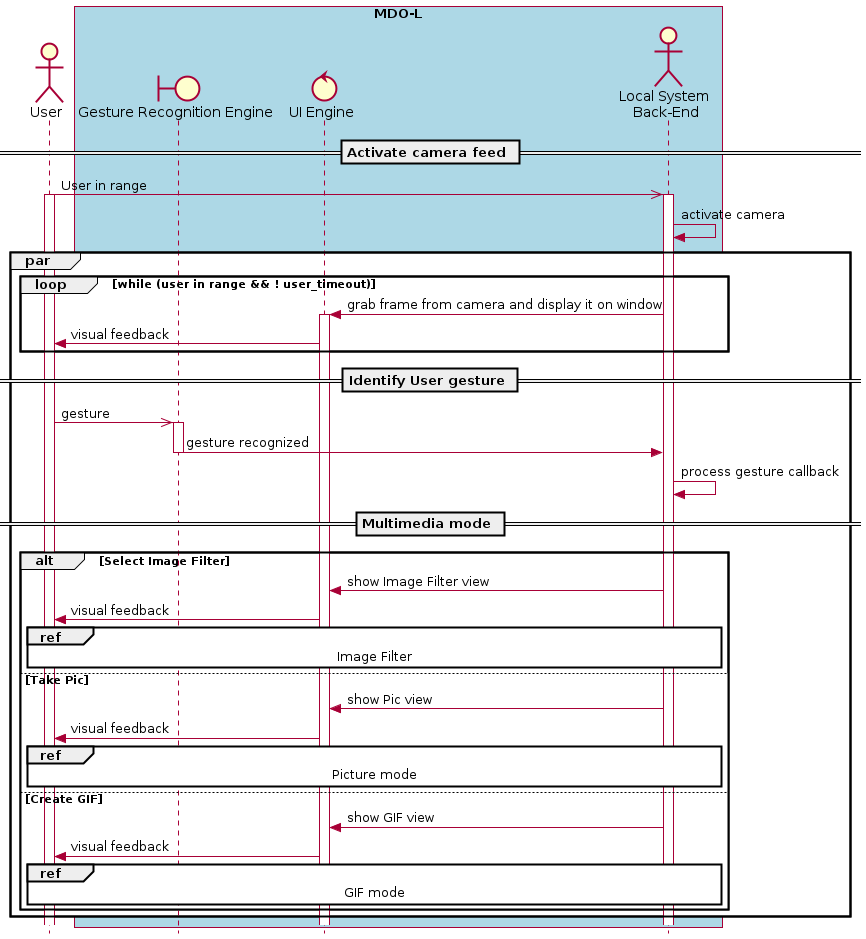 MDO-L
User
Gesture Recognition Engine
UI Engine
Local System
Back-End
Activate camera feed
User in range
activate camera
par
loop
[while (user in range && ! user_timeout)]
grab frame from camera and display it on window
visual feedback
Identify User gesture
gesture
gesture recognized
process gesture callback
Multimedia mode
alt
[Select Image Filter]
show Image Filter view
visual feedback
ref
Image Filter
[Take Pic]
show Pic view
visual feedback
ref
Picture mode
[Create GIF]
show GIF view
visual feedback
ref
GIF mode